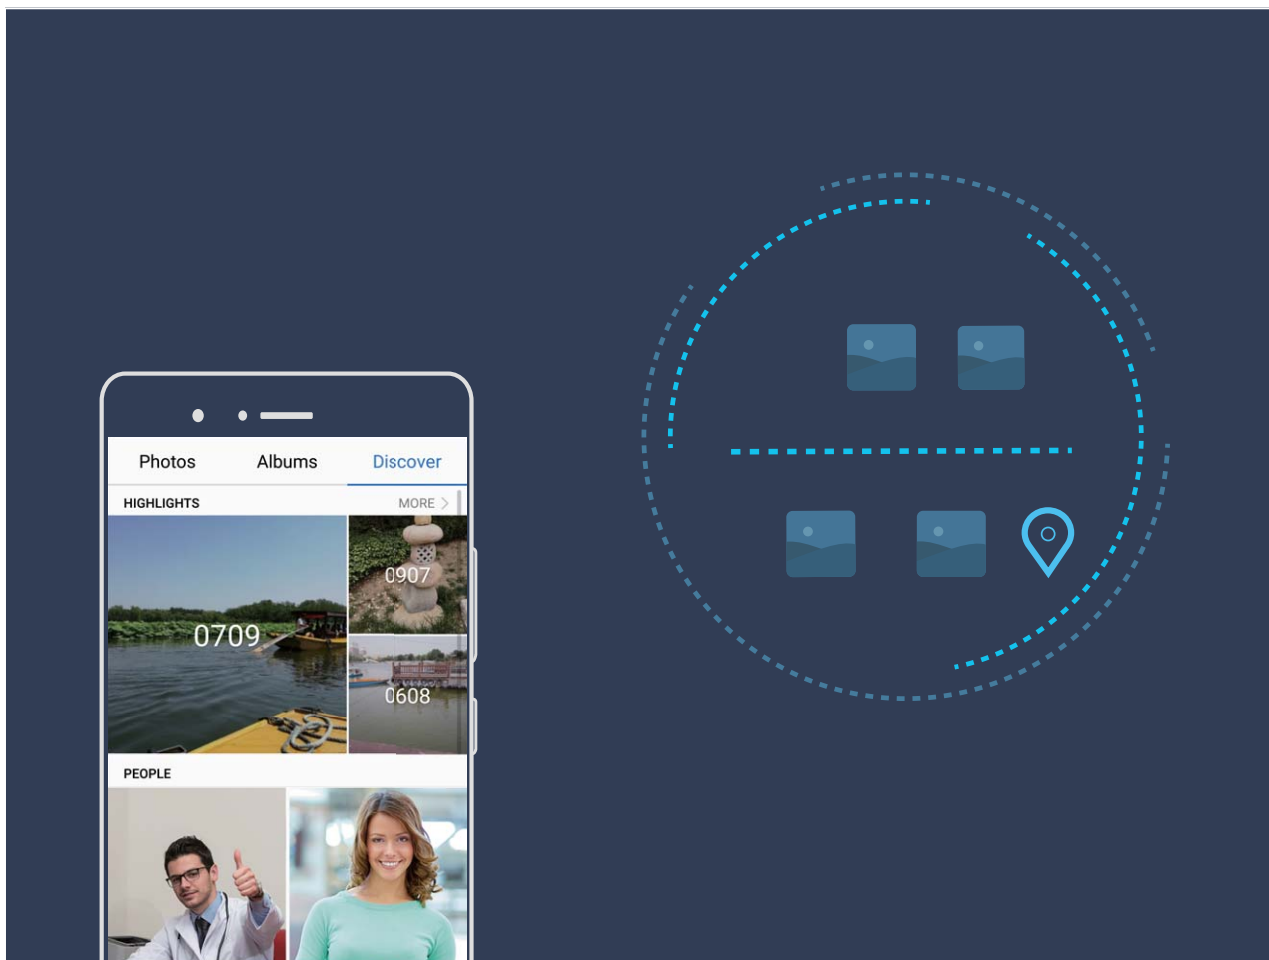 Photos Albums Discover
HIGHLIGHTS MORE >
0907
0709
0608
PEOPLE